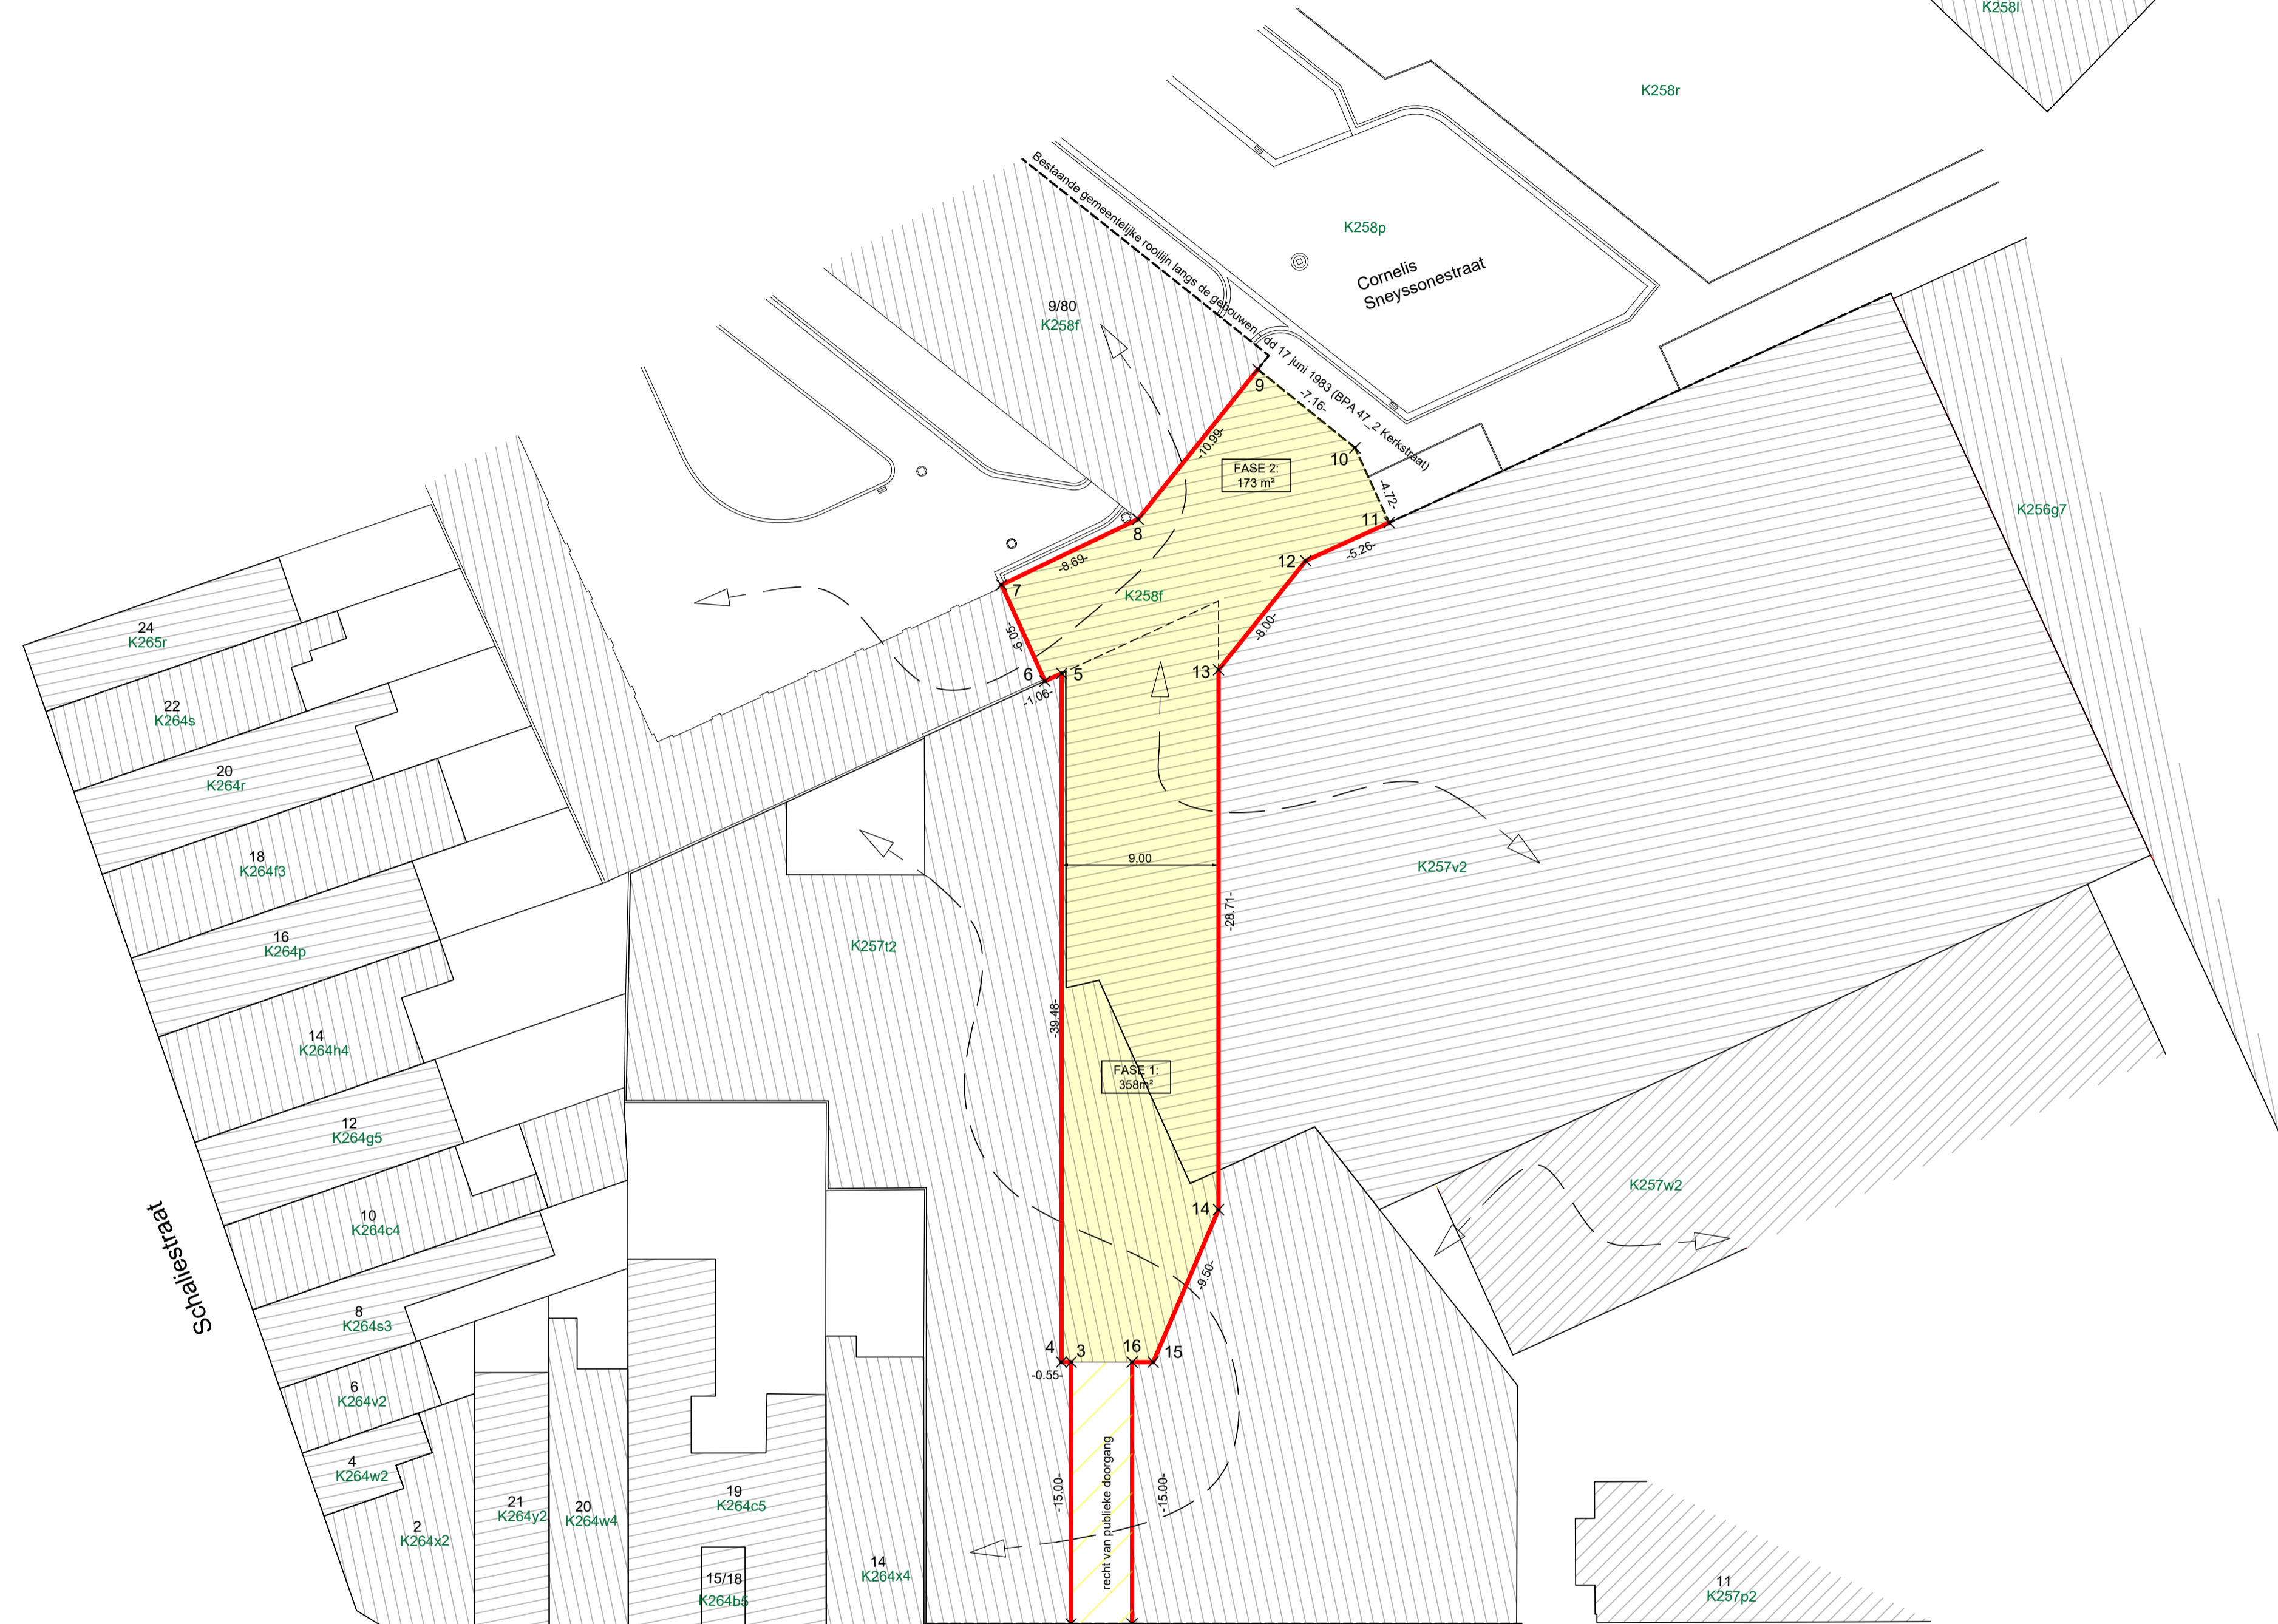 K258l
K258r
Bestaande gemeentelijke rooilijn langs de gebouwen - dd 17 juni 1983 (BPA 47_2 Kerkstraat)
K258p
Cornelis
Sneyssonestraat
9/80
K258f
9
-7.16-
10
-10.99-
FASE 2:
173 m²
-4.72-
11
K256g7
8
12
-5.26-
-8.69-
7
K258f
-6.05-
-8.00-
24
K265r
6
5
13
-1.06-
22
K264s
20
K264r
18
K264f3
9,00
K257v2
-28.71-
16
K264p
K257t2
14
K264h4
-39.48-
FASE 1:
358m²
12
K264g5
K257w2
10
K264c4
14
-9.50-
Schaliestraat
8
K264s3
4
3
16
15
-0.55-
6
K264v2
4
K264w2
2
K264x2
21
K264y2
20
K264w4
19
K264c5
15/18
K264b5
14
K264x4
-15.00-
recht van publieke doorgang
-15.00-
11
K257p2